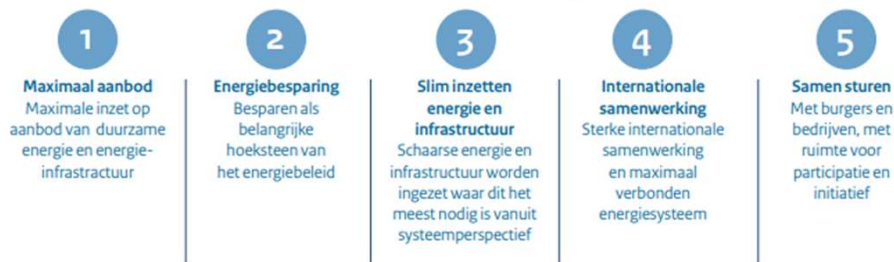 1
Maximaal aanbod
Maximale inzet op
aanbod van duurzame
energie en energie-
infrastractuur
2
Energiebesparing
Besparen als
belangrijke
hoeksteen van
het energiebeleid
3
Slim inzetten
energie en
infrastructuur
Schaarse energie en
infrastructuur worden
ingezet waar dit het
meest nodig is vanuit
systeemperspectief
4
Internationale
samenwerking
Sterke internationale
samenwerking
en maximaal
verbonden
energiesysteem
5
Samen sturen
Met burgers en
bedrijven, met
ruimte voor
participatie en
initiatief